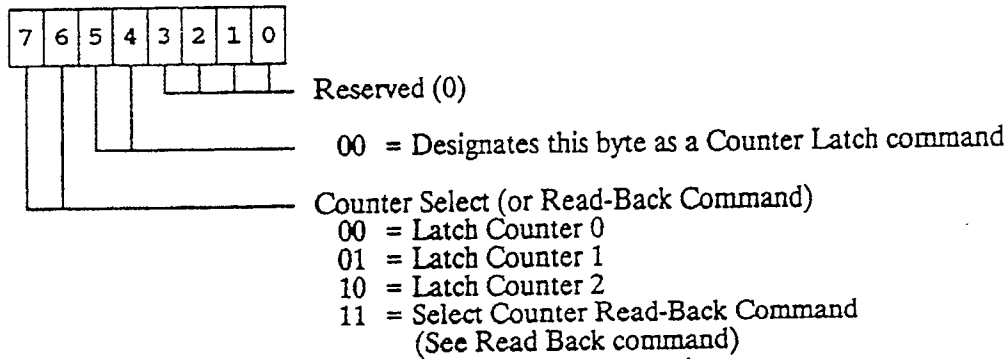 7 6 5 4 3 2 1 0
Reserved (0)
00 = Designates this byte as a Counter Latch command
Counter Select (or Read-Back Command)
00 = Latch Counter 0
01 = Latch Counter 1
10 = Latch Counter 2
11 = Select Counter Read-Back Command
(See Read Back command)